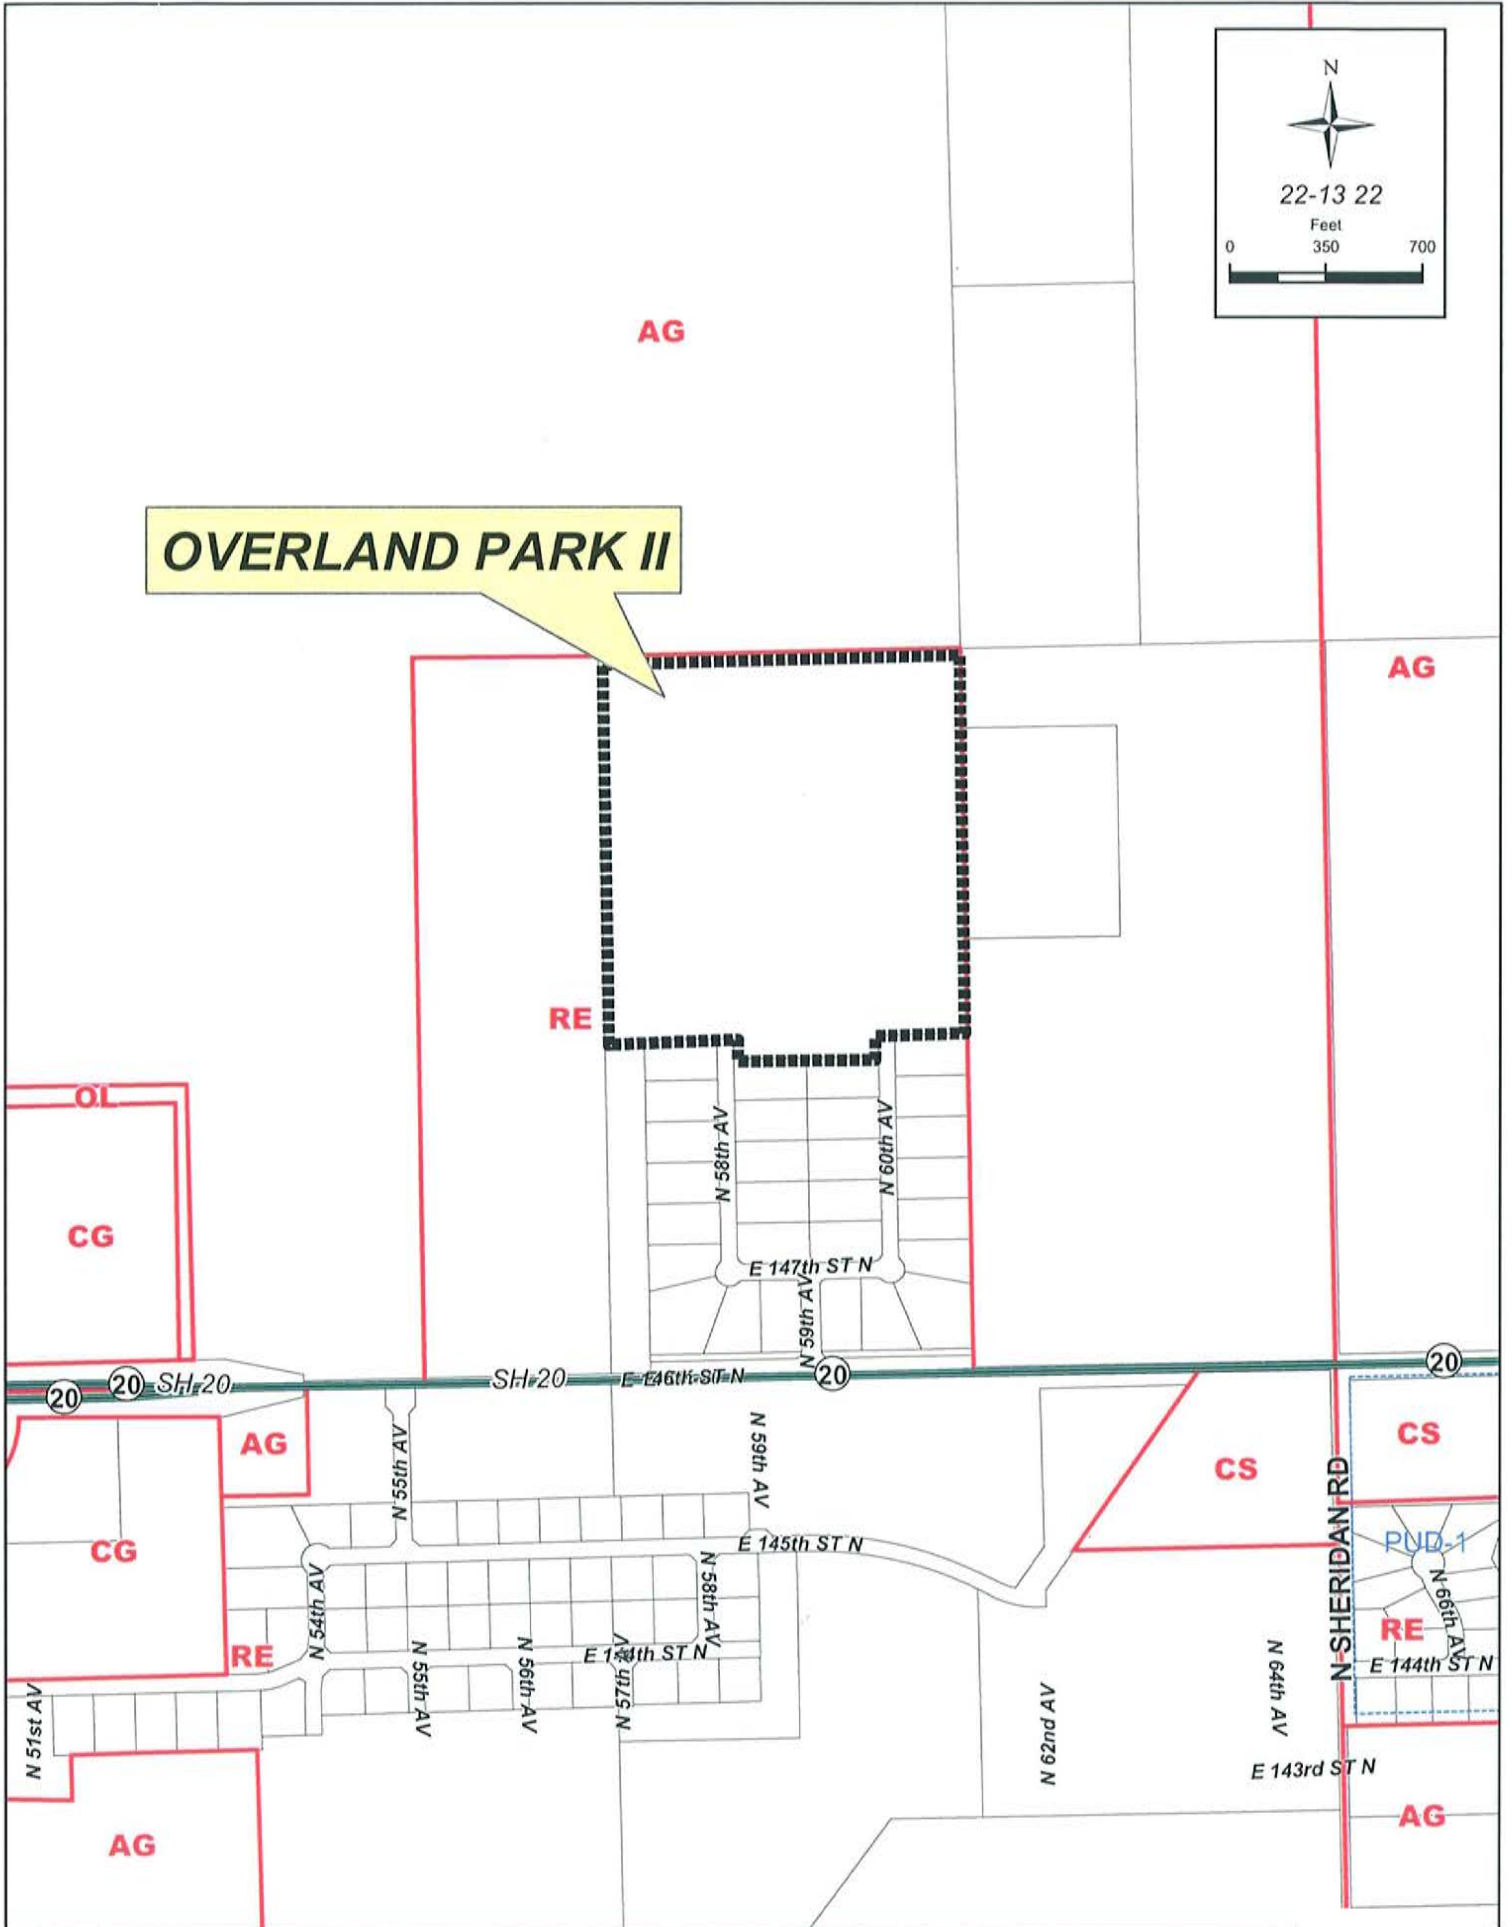 N
22-13 22
Feet
0 350 700
AG
OVERLAND PARK II
AG
RE
OL
N 58th AV
N 60th AV
CG
E 147th ST N
N 59th AV
20
20
SH 20
SH 20
E 146th ST N
20
20
AG
N 55th AV
N 59th AV
CS
CS
CG
E 145th ST N
N SHERIDAN RD
PUD-1
N 54th AV
N 58th AV
N 66th AV
RE
RE
E 144th ST N
E 144th ST N
N 55th AV
N 56th AV
N 57th AV
N 64th AV
N 51st AV
N 62nd AV
E 143rd ST N
AG
AG